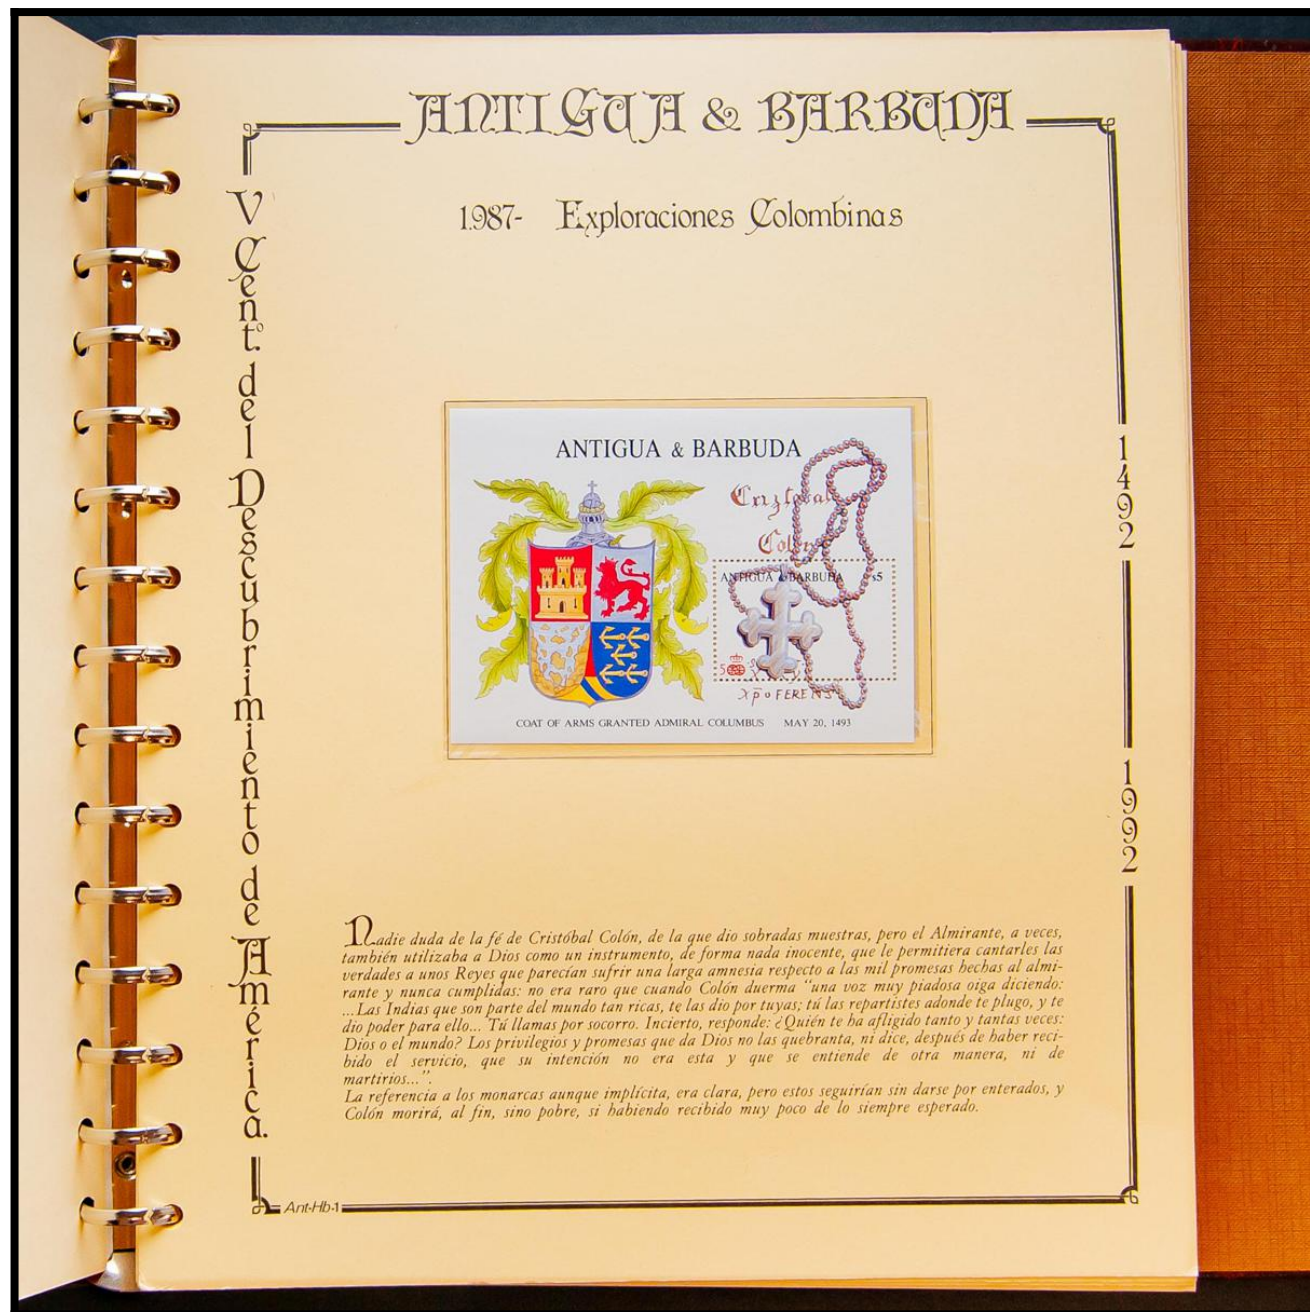 ANTIGUA & BARBUDA
1.987- Exploraciones Colombinas
V Cent.º del Descubrimiento de América.
1492
1992
ANTIGUA & BARBUDA
Colon
ANTIGUA & BARBUDA $5
500
XpoFERENS
COAT OF ARMS GRANTED ADMIRAL COLUMBUS MAY 20, 1493
Nadie duda de la fé de Cristóbal Colón, de la que dio sobradas muestras, pero el Almirante, a veces,
también utilizaba a Dios como un instrumento, de forma nada inocente, que le permitiera cantarles las
verdades a unos Reyes que parecían sufrir una larga amnesia respecto a las mil promesas hechas al almi-
rante y nunca cumplidas: no era raro que cuando Colón duerma "una voz muy piadosa oiga diciendo:
...Las Indias que son parte del mundo tan ricas, te las dio por tuyas; tú las repartistes adonde te plugo, y te
dio poder para ello... Tú llamas por socorro. Incierto, responde: ¿Quién te ha afligido tanto y tantas veces:
Dios o el mundo? Los privilegios y promesas que da Dios no las quebranta, ni dice, después de haber reci-
bido el servicio, que su intención no era esta y que se entiende de otra manera, ni de
martirios...".
La referencia a los monarcas aunque implícita, era clara, pero estos seguirían sin darse por enterados, y
Colón morirá, al fin, sino pobre, si habiendo recibido muy poco de lo siempre esperado.
Ant-Hb-1